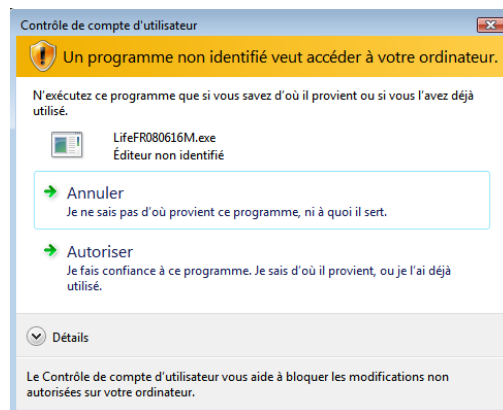 Contrôle de compte d'utilisateur
Un programme non identifié veut accéder à votre ordinateur.
N'exécutez ce programme que si vous savez d'où il provient ou si vous l'avez déjà
utilisé.
LifeFR080616M.exe
Éditeur non identifié
Annuler
Je ne sais pas d'où provient ce programme, ni à quoi il sert.
Autoriser
Je fais confiance à ce programme. Je sais d'où il provient, ou je l'ai déjà
utilisé.
Détails
Le Contrôle de compte d'utilisateur vous aide à bloquer les modifications non
autorisées sur votre ordinateur.